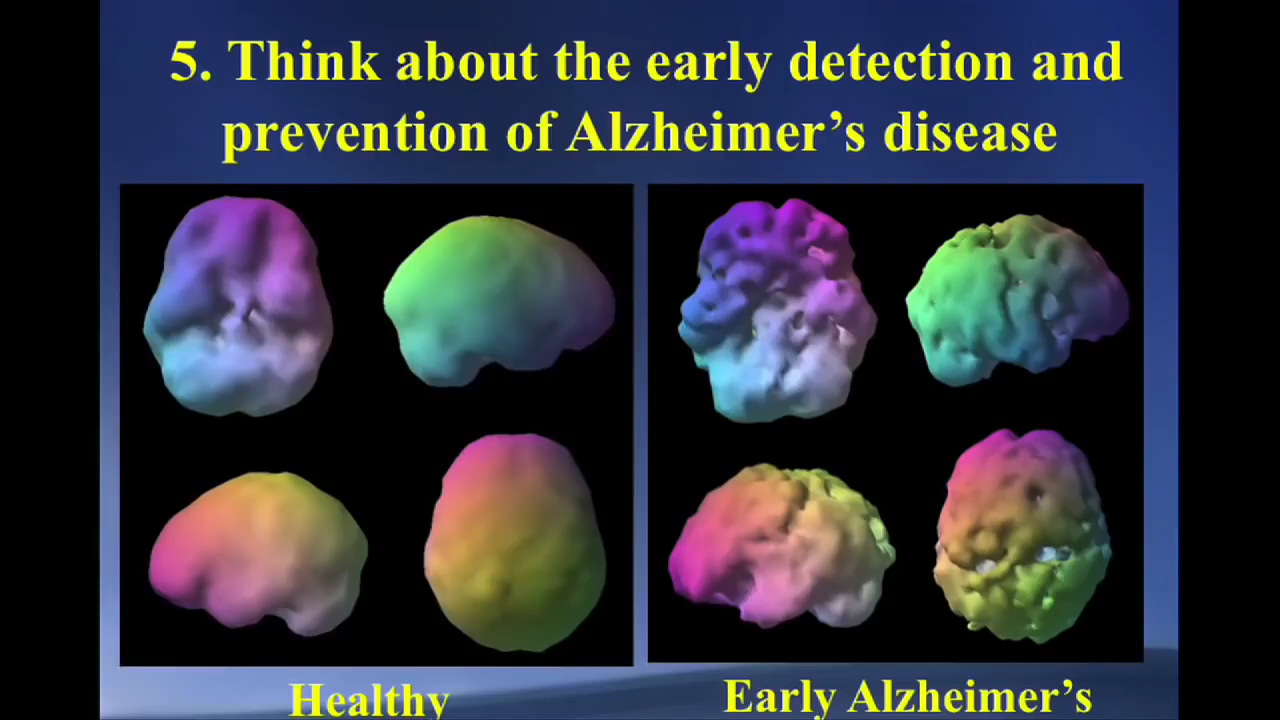 5. Think about the early detection and
prevention of Alzheimer’s disease
Healthy
Early Alzheimer’s